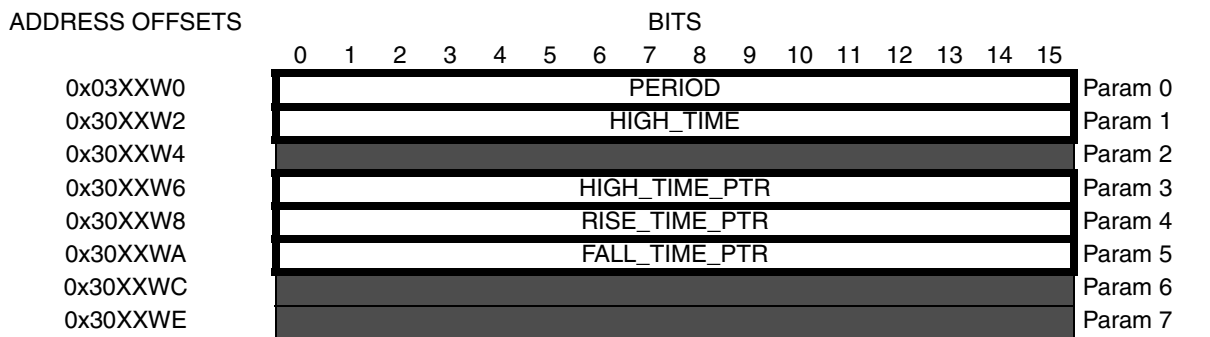 ADDRESS OFFSETS BITS
0 1 2 3 4 5 6 7 8 9 10 11 12 13 14 15
0x03XXW0 PERIOD Param 0
0x30XXW2 HIGH_TIME Param 1
0x30XXW4 Param 2
0x30XXW6 HIGH_TIME_PTR Param 3
0x30XXW8 RISE_TIME_PTR Param 4
0x30XXWA FALL_TIME_PTR Param 5
0x30XXWC Param 6
0x30XXWE Param 7